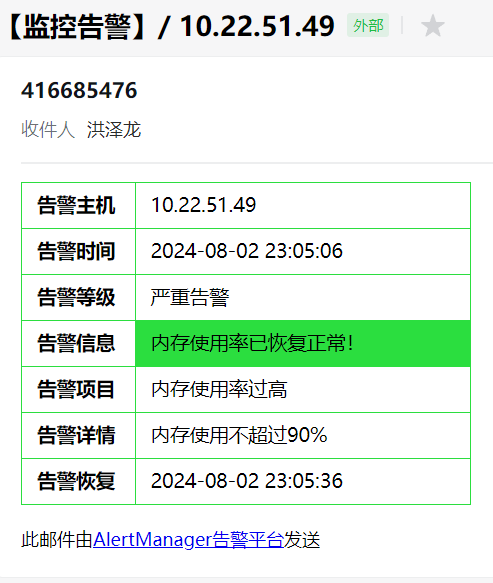 【监控告警】/ 10.22.51.49 外部
416685476
收件人 洪泽龙
告警主机 10.22.51.49
告警时间 2024-08-02 23:05:06
告警等级 严重告警
告警信息 内存使用率已恢复正常!
告警项目 内存使用率过高
告警详情 内存使用不超过90%
告警恢复 2024-08-02 23:05:36
此邮件由AlertManager告警平台发送